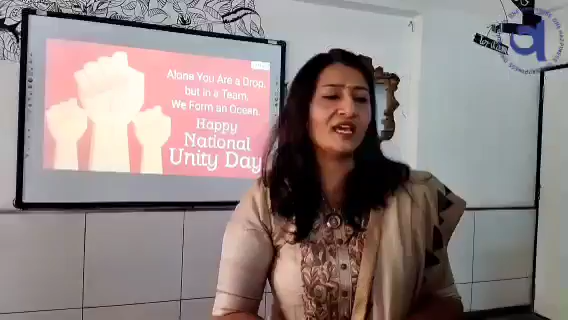 Alone You Are a Drop,
but in a Team,
We Form an Ocean.
Happy
National
Unity Day